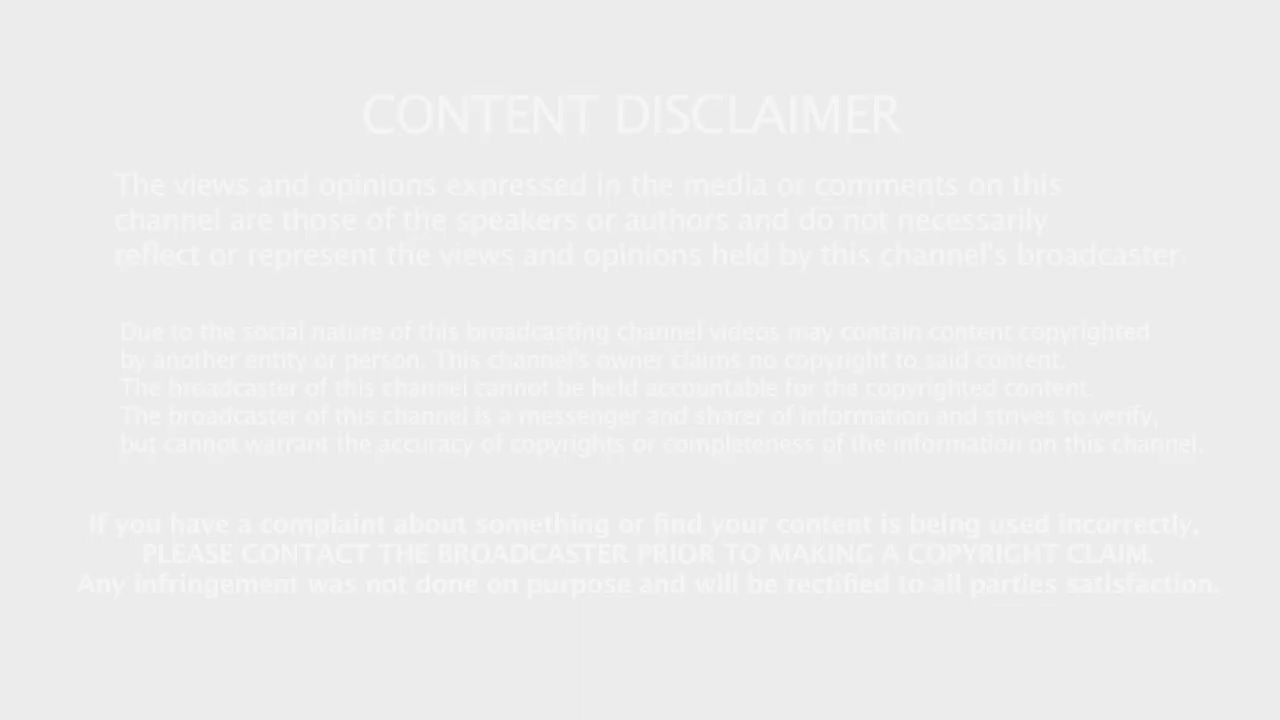 CONTENT DISCLAIMER
The views and opinions expressed in the media or comments on this
channel are those of the speakers or authors and do not necessarily
reflect or represent the views and opinions held by this channel's broadcaster.
Due to the social nature of this broadcasting channel videos may contain content copyrighted
by another entity or person. This channel's owner claims no copyright to said content.
The broadcaster of this channel cannot be held accountable for the copyrighted content.
The broadcaster of this channel is a messenger and sharer of information and strives to verify,
but cannot warrant the accuracy of copyrights or completeness of the information on this channel.
If you have a complaint about something or find your content is being used incorrectly,
PLEASE CONTACT THE BROADCASTER PRIOR TO MAKING A COPYRIGHT CLAIM.
Any infringement was not done on purpose and will be rectified to all parties satisfaction.